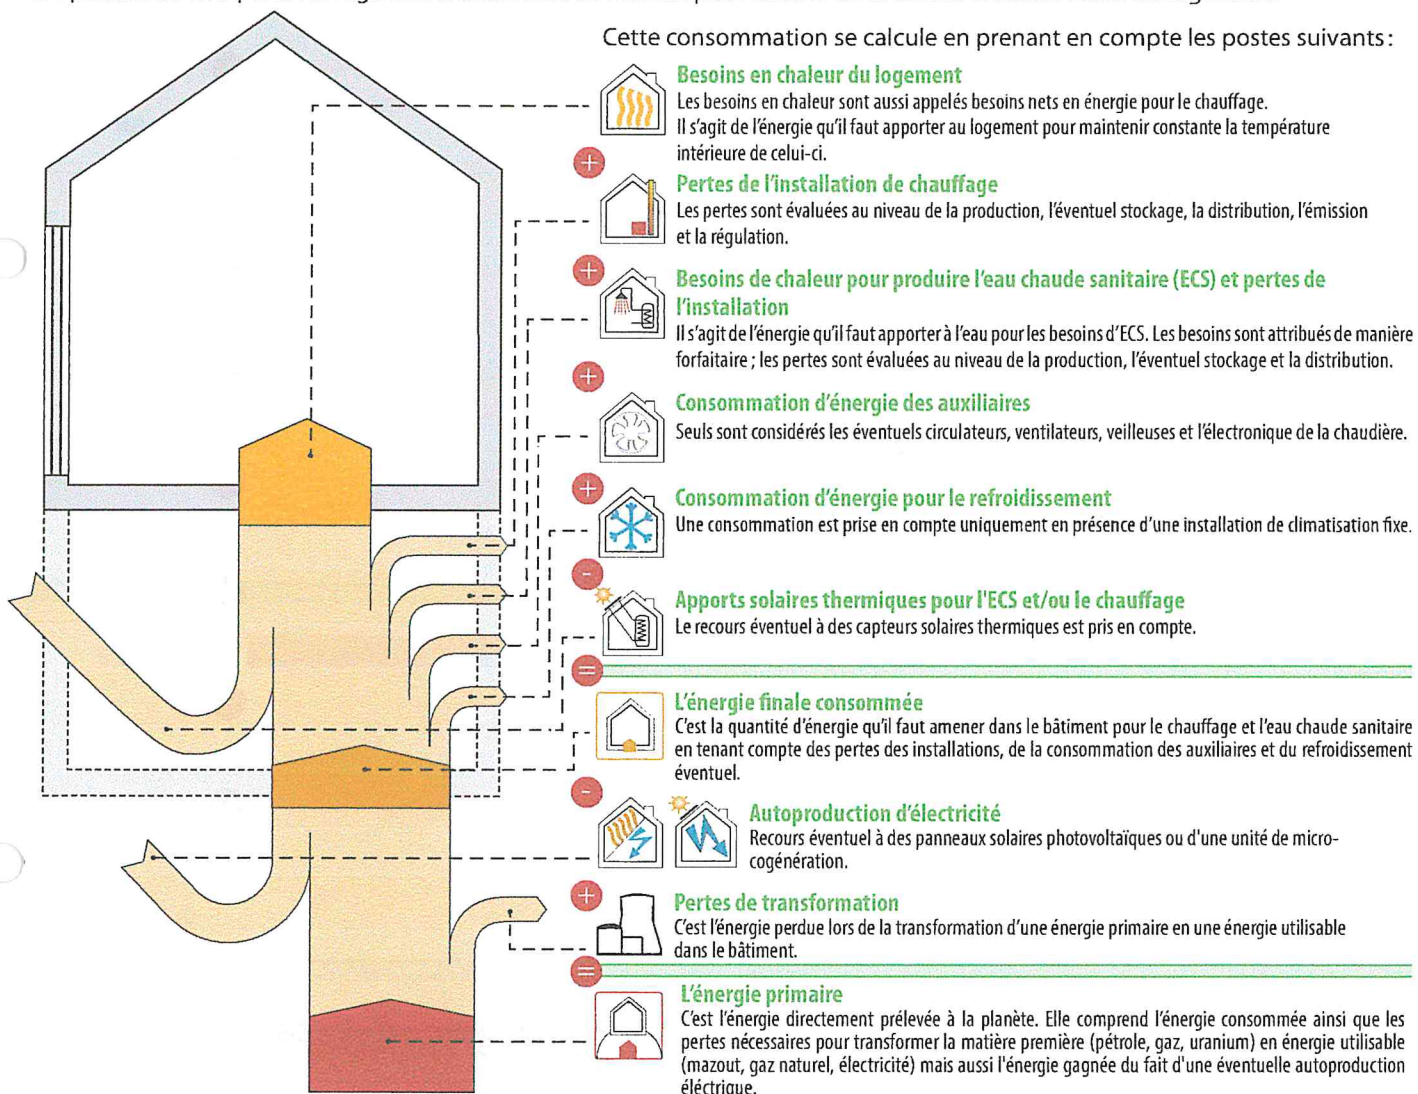 Cette consommation se calcule en prenant en compte les postes suivants :
Besoins en chaleur du logement
Les besoins en chaleur sont aussi appelés besoins nets en énergie pour le chauffage.
Il s'agit de l'énergie qu'il faut apporter au logement pour maintenir constante la température
intérieure de celui-ci.
+
Pertes de l'installation de chauffage
Les pertes sont évaluées au niveau de la production, l'éventuel stockage, la distribution, l'émission
et la régulation.
+
Besoins de chaleur pour produire l'eau chaude sanitaire (ECS) et pertes de
l'installation
Il s'agit de l'énergie qu'il faut apporter à l'eau pour les besoins d'ECS. Les besoins sont attribués de manière
forfaitaire ; les pertes sont évaluées au niveau de la production, l'éventuel stockage et la distribution.
+
Consommation d'énergie des auxiliaires
Seuls sont considérés les éventuels circulateurs, ventilateurs, veilleuses et l'électronique de la chaudière.
+
Consommation d'énergie pour le refroidissement
Une consommation est prise en compte uniquement en présence d'une installation de climatisation fixe.
-
Apports solaires thermiques pour l'ECS et/ou le chauffage
Le recours éventuel à des capteurs solaires thermiques est pris en compte.
=
L'énergie finale consommée
C'est la quantité d'énergie qu'il faut amener dans le bâtiment pour le chauffage et l'eau chaude sanitaire
en tenant compte des pertes des installations, de la consommation des auxiliaires et du refroidissement
éventuel.
-
Autoproduction d'électricité
Recours éventuel à des panneaux solaires photovoltaïques ou d'une unité de micro-
cogénération.
+
Pertes de transformation
C'est l'énergie perdue lors de la transformation d'une énergie primaire en une énergie utilisable
dans le bâtiment.
=
L'énergie primaire
C'est l'énergie directement prélevée à la planète. Elle comprend l'énergie consommée ainsi que les
pertes nécessaires pour transformer la matière première (pétrole, gaz, uranium) en énergie utilisable
(mazout, gaz naturel, électricité) mais aussi l'énergie gagnée du fait d'une éventuelle autoproduction
éléctrique.